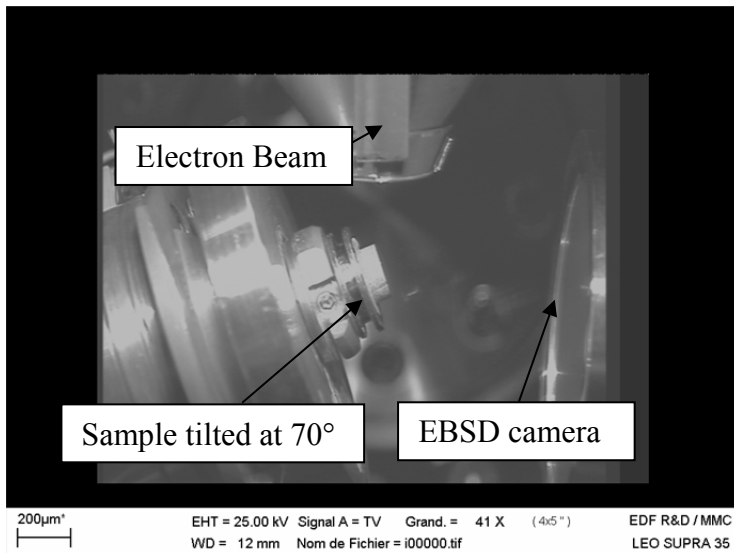 Electron Beam
Sample tilted at 70°
EBSD camera
200µm*
EHT = 25.00 kV Signal A = TV Grand. = 41 X (4x5") EDF R&D / MMC
WD = 12 mm Nom de Fichier = i00000.tif LEO SUPRA 35